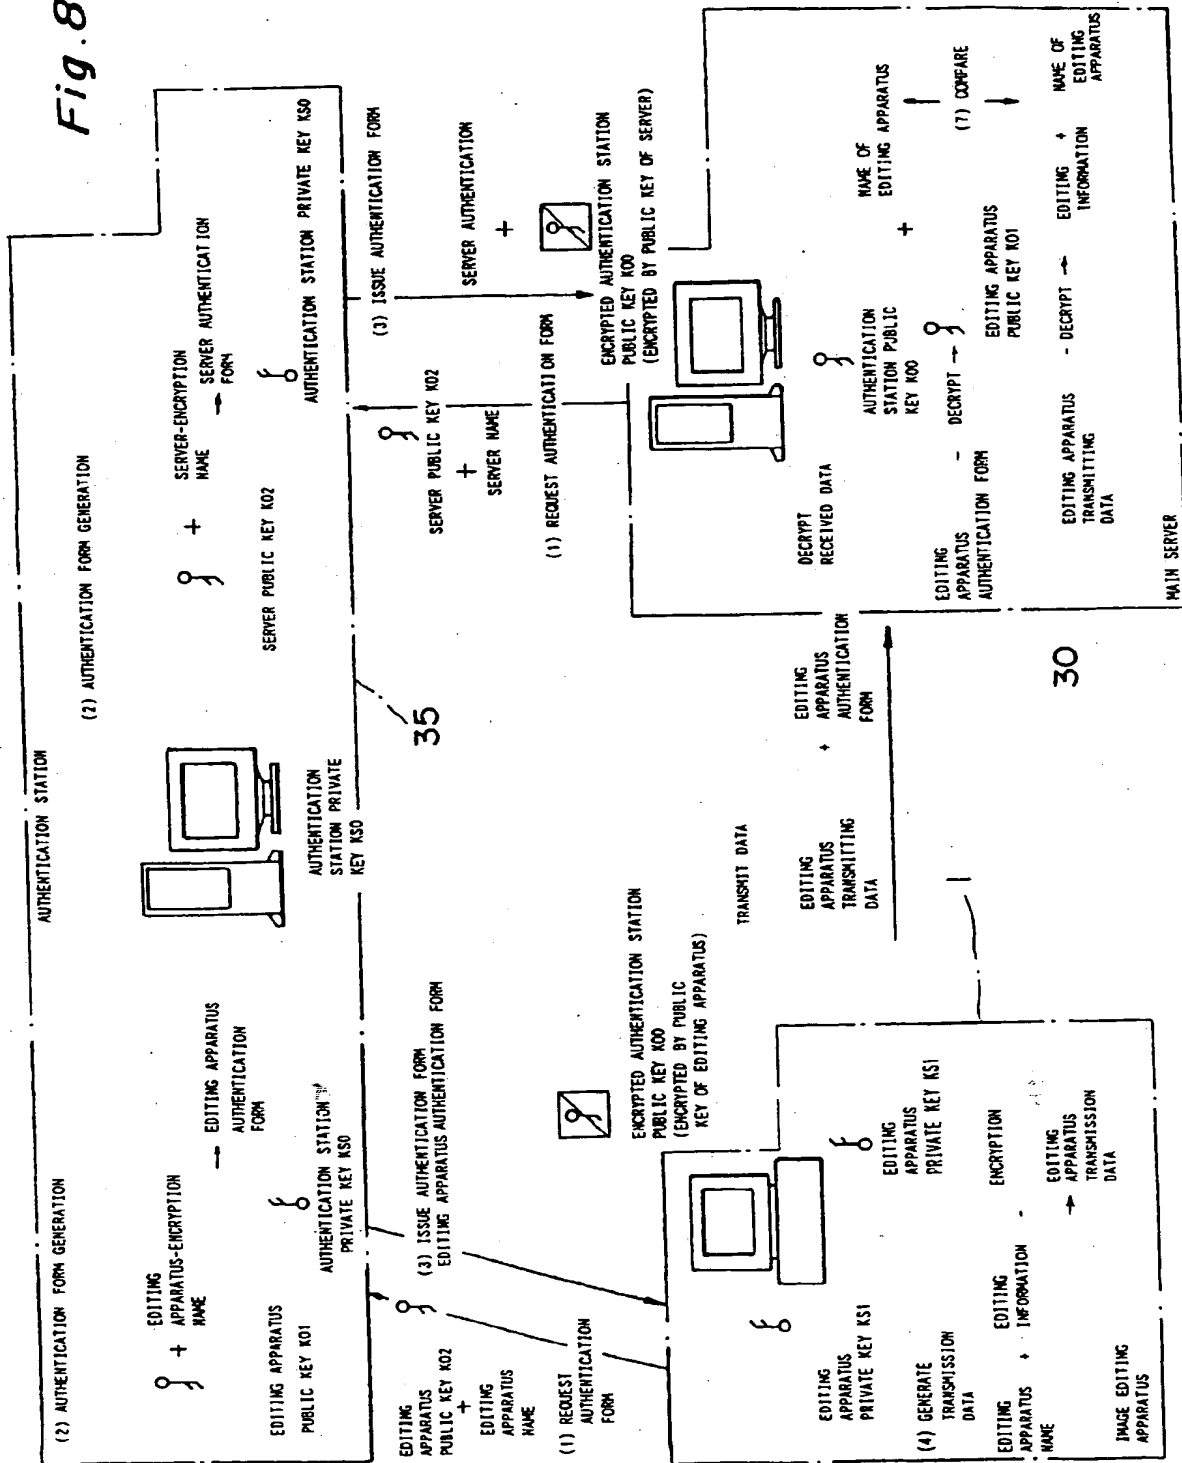 Fig.8
AUTHENTICATION STATION
(2) AUTHENTICATION FORM GENERATION
EDITING
+ APPARATUS-ENCRYPTION
NAME
→ EDITING APPARATUS
AUTHENTICATION
FORM
EDITING APPARATUS
PUBLIC KEY K01
AUTHENTICATION STATION
PRIVATE KEY KS0
AUTHENTICATION
STATION PRIVATE
KEY KS0
(2) AUTHENTICATION FORM GENERATION
+
SERVER-ENCRYPTION
NAME
→ SERVER AUTHENTICATION
FORM
SERVER PUBLIC KEY K02
AUTHENTICATION STATION PRIVATE KEY KS0
35
EDITING
APPARATUS
PUBLIC KEY K02
+
EDITING
APPARATUS
NAME
(1) REQUEST
AUTHENTICATION
FORM
(3) ISSUE AUTHENTICATION FORM
EDITING APPARATUS AUTHENTICATION FORM
ENCRYPTED AUTHENTICATION STATION
PUBLIC KEY K00
(ENCRYPTED BY PUBLIC
KEY OF EDITING APPARATUS)
SERVER PUBLIC KEY K02
+
SERVER NAME
(1) REQUEST AUTHENTICATION FORM
(3) ISSUE AUTHENTICATION FORM
SERVER AUTHENTICATION
+
ENCRYPTED AUTHENTICATION STATION
PUBLIC KEY K00
(ENCRYPTED BY PUBLIC KEY OF SERVER)
EDITING
APPARATUS
PRIVATE KEY KS1
EDITING
APPARATUS
PRIVATE KEY KS1
(4) GENERATE
TRANSMISSION
DATA
ENCRYPTION
EDITING
APPARATUS +
NAME
EDITING
INFORMATION -
→ EDITING
APPARATUS
TRANSMISSION
DATA
IMAGE EDITING
APPARATUS
1
TRANSMIT DATA
EDITING
APPARATUS
TRANSMITTING
DATA
+
EDITING
APPARATUS
AUTHENTICATION
FORM
30
DECRYPT
RECEIVED DATA
AUTHENTICATION
STATION PUBLIC
KEY K00
EDITING
APPARATUS
AUTHENTICATION FORM
- DECRYPT →
+
NAME OF
EDITING APPARATUS
EDITING APPARATUS
PUBLIC KEY K01
(7) COMPARE
EDITING APPARATUS
TRANSMITTING
DATA
- DECRYPT →
EDITING +
INFORMATION
NAME OF
EDITING
APPARATUS
MAIN SERVER